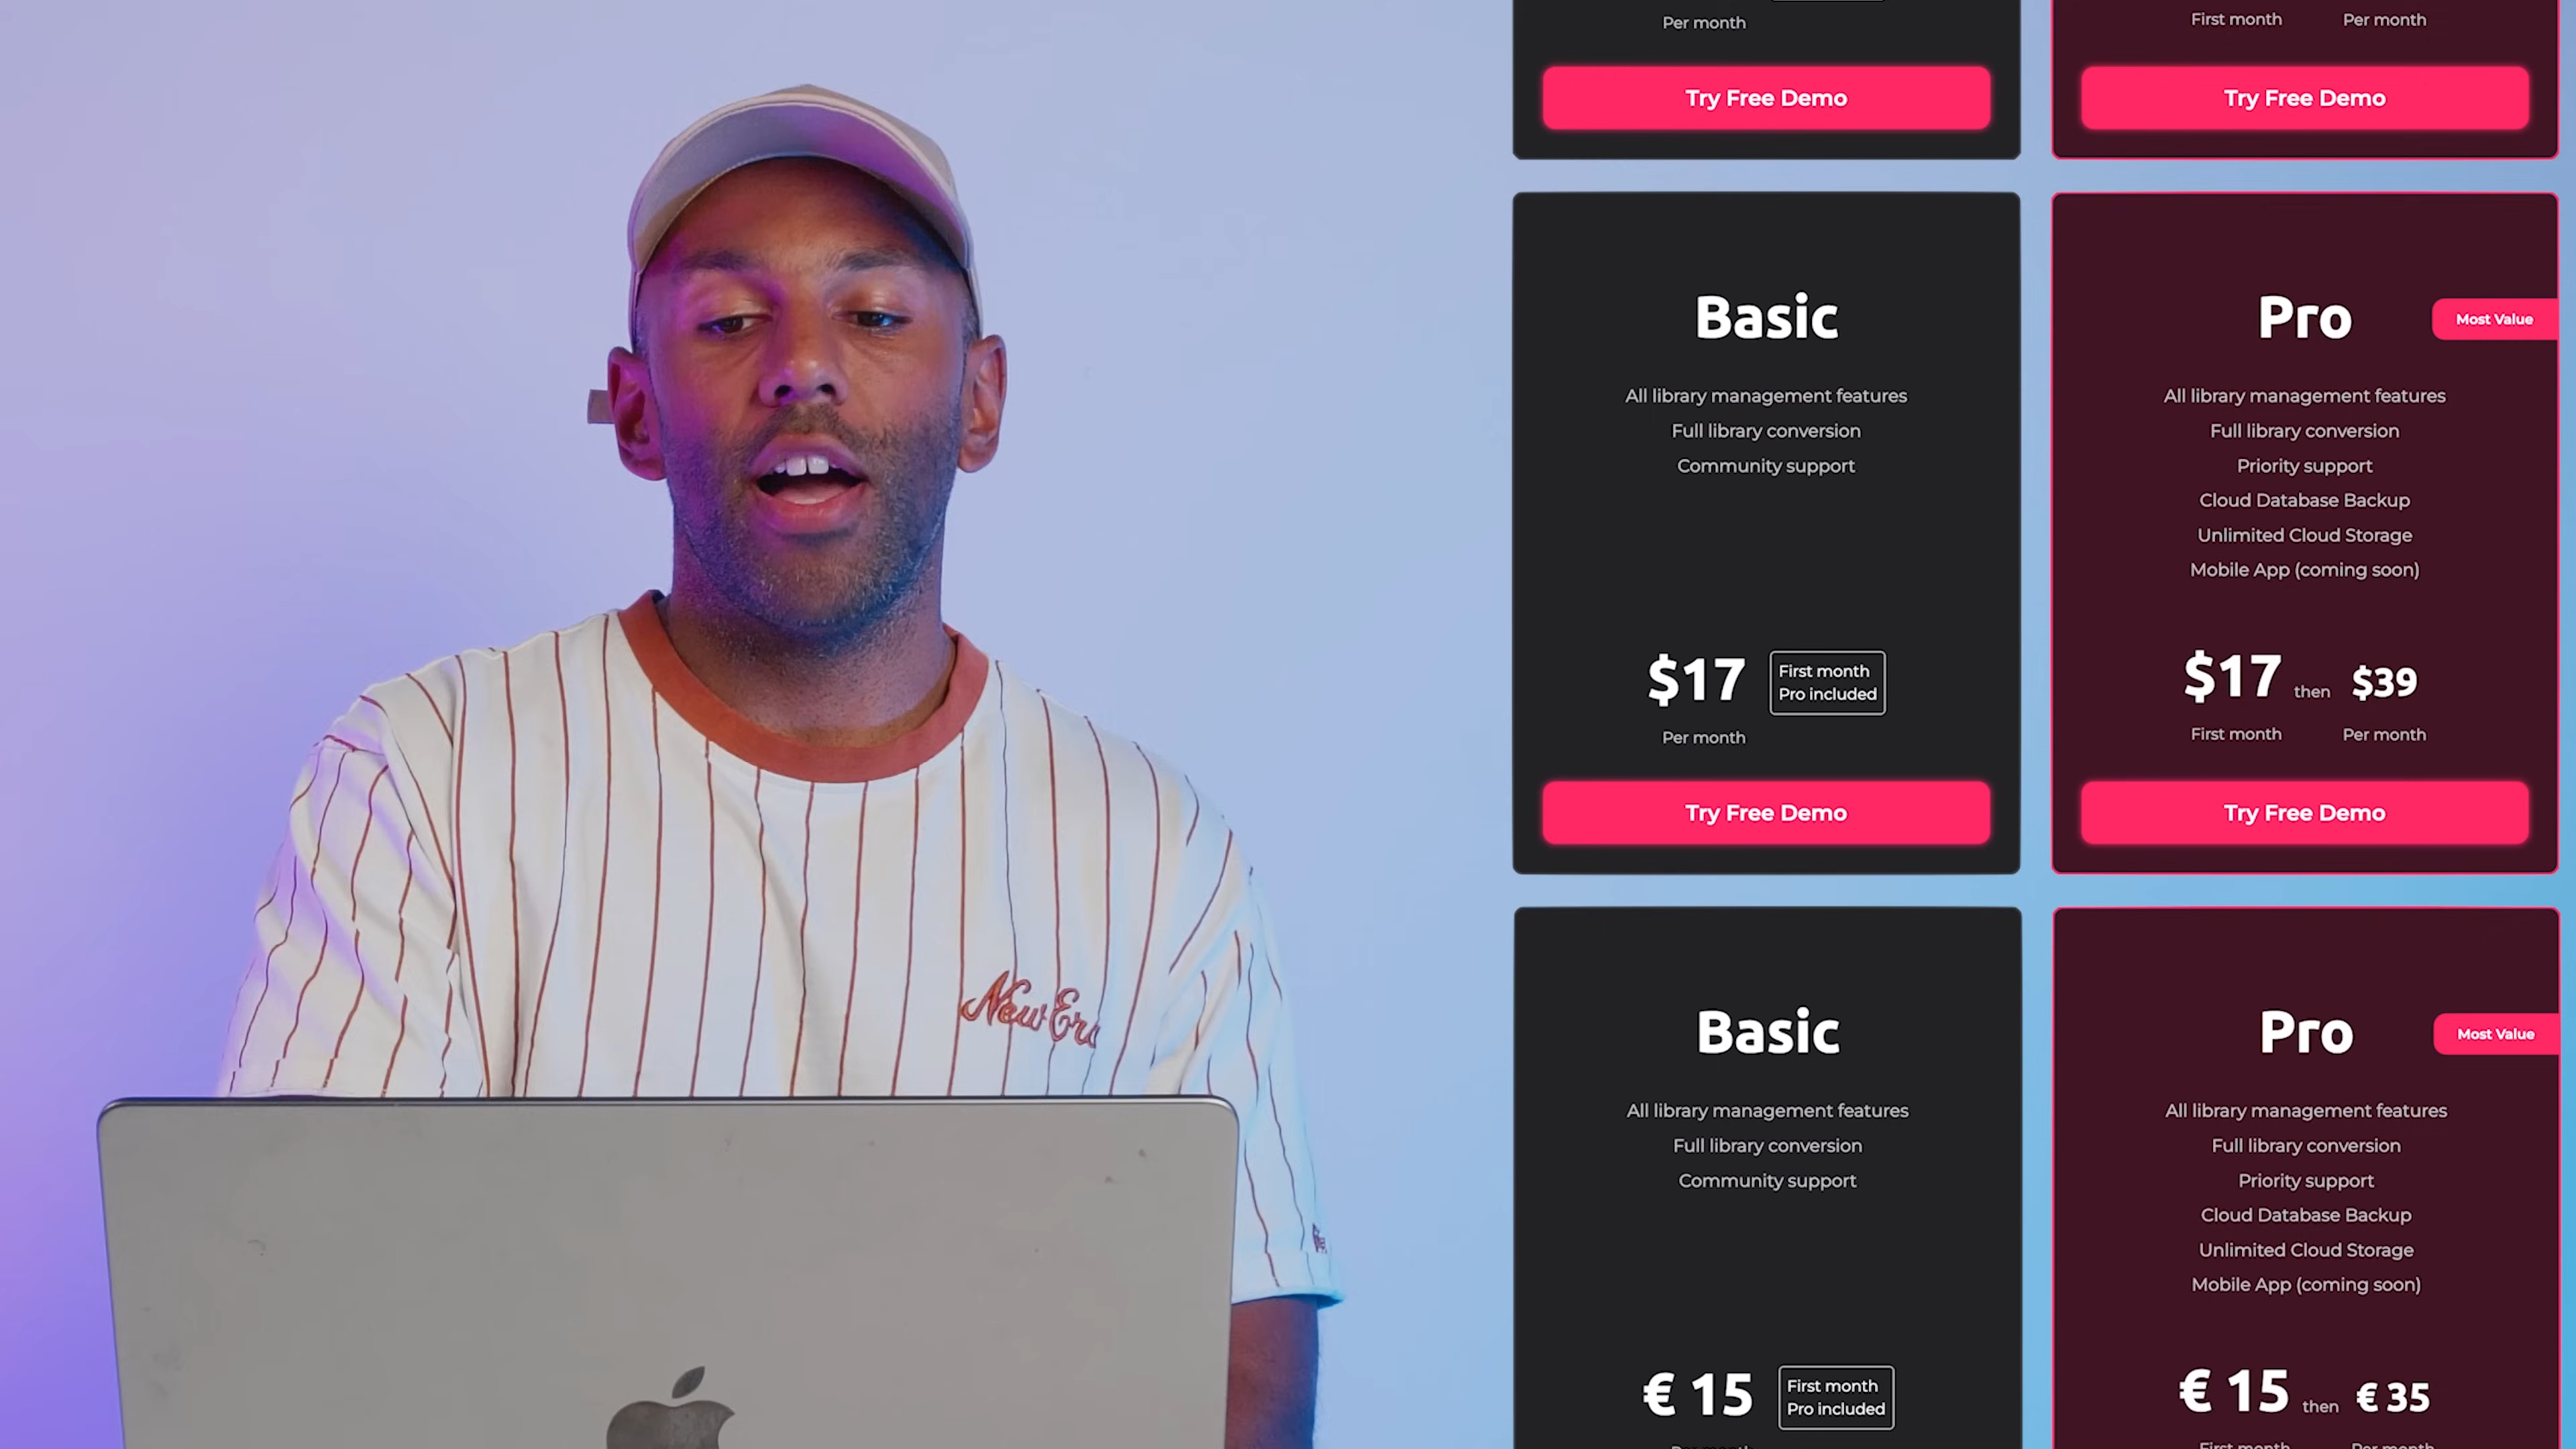 Per month
Try Free Demo
First month Per month
Try Free Demo
Basic
All library management features
Full library conversion
Community support
$17
First month
Pro included
Per month
Try Free Demo
Pro
Most Value
All library management features
Full library conversion
Priority support
Cloud Database Backup
Unlimited Cloud Storage
Mobile App (coming soon)
$17 then $39
First month Per month
Try Free Demo
Basic
All library management features
Full library conversion
Community support
€ 15
First month
Pro included
Pro
Most Value
All library management features
Full library conversion
Priority support
Cloud Database Backup
Unlimited Cloud Storage
Mobile App (coming soon)
€ 15 then € 35
First month Per month
New Era